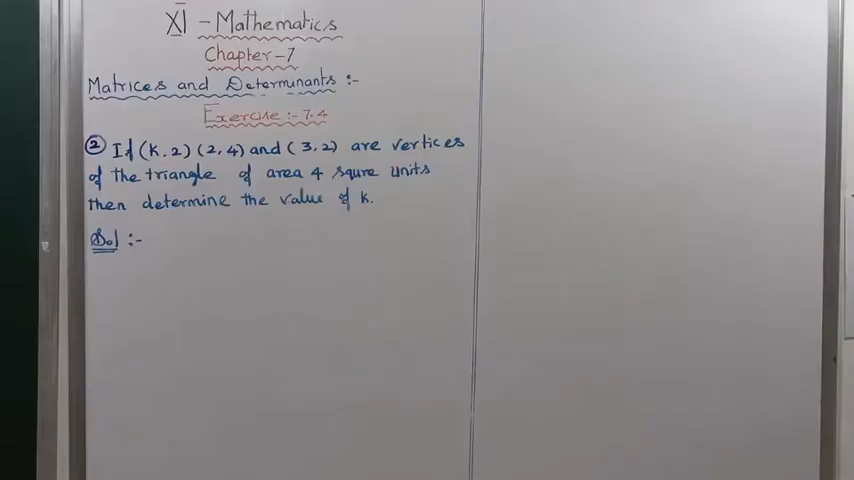 XI - Mathematics
Chapter-7
Matrices and Determinants :-
Exercise :- 7.4
② If (K, 2) (2, 4) and (3, 2) are vertices
of the triangle of area 4 squre units
then determine the value of k.
Sol :-